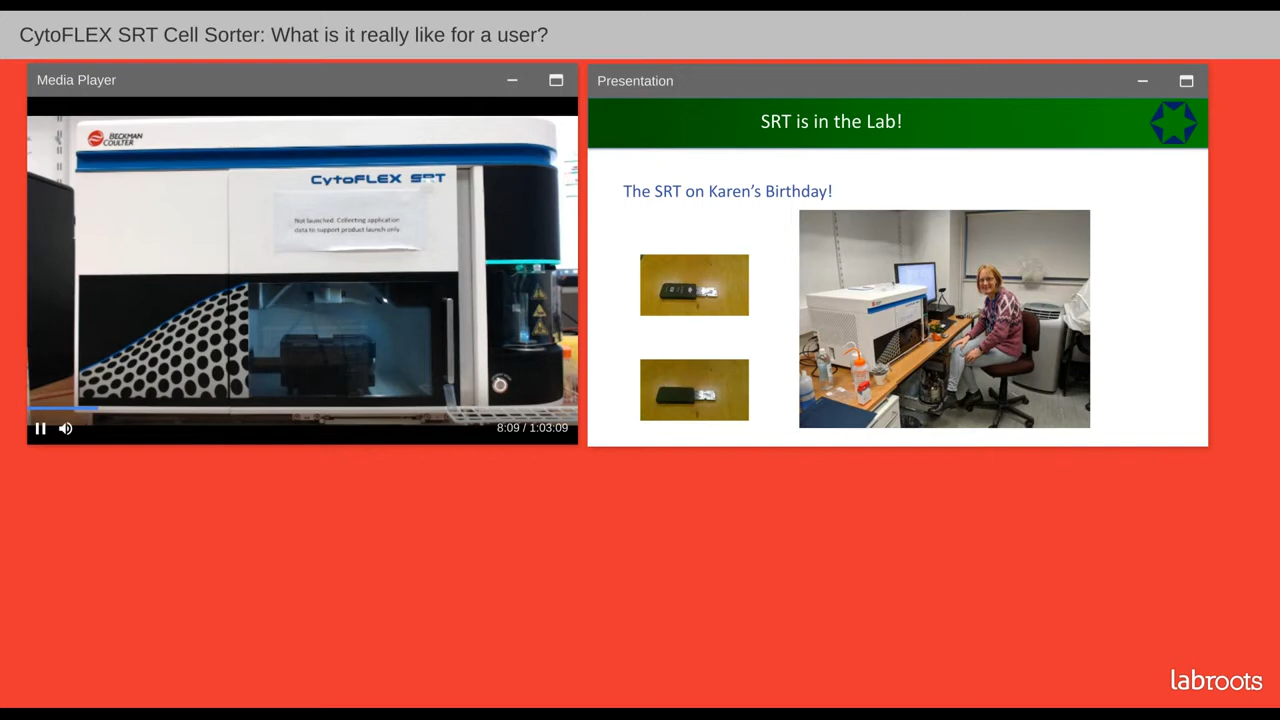 CytoFLEX SRT Cell Sorter: What is it really like for a user?
Media Player
BECKMAN
COULTER
CytoFLEX SRT
Not launched. Collecting application
data to support product launch only.
8:09 / 1:03:09
Presentation
SRT is in the Lab!
The SRT on Karen's Birthday!
labroots